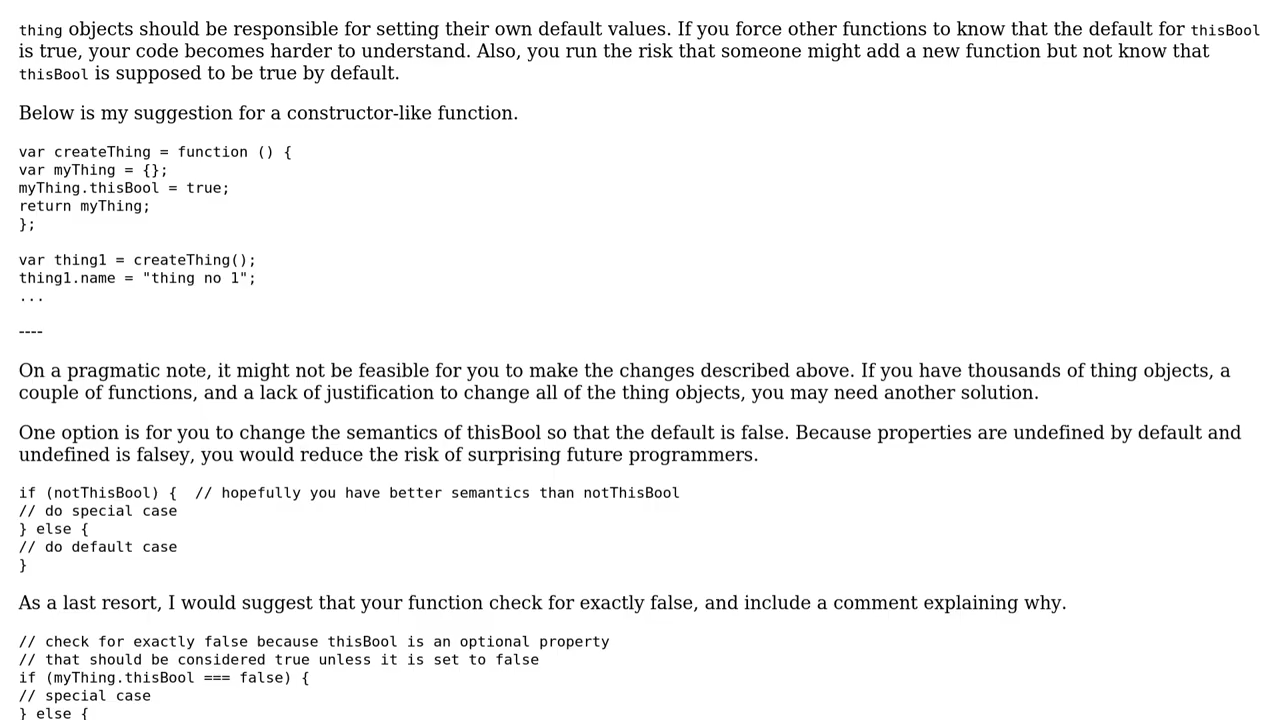 thing objects should be responsible for setting their own default values. If you force other functions to know that the default for thisBool
is true, your code becomes harder to understand. Also, you run the risk that someone might add a new function but not know that
thisBool is supposed to be true by default.
Below is my suggestion for a constructor-like function.
var createThing = function () {
var myThing = {};
myThing.thisBool = true;
return myThing;
};
var thing1 = createThing();
thing1.name = "thing no 1";
...
----
On a pragmatic note, it might not be feasible for you to make the changes described above. If you have thousands of thing objects, a
couple of functions, and a lack of justification to change all of the thing objects, you may need another solution.
One option is for you to change the semantics of thisBool so that the default is false. Because properties are undefined by default and
undefined is falsey, you would reduce the risk of surprising future programmers.
if (notThisBool) {  // hopefully you have better semantics than notThisBool
// do special case
} else {
// do default case
}
As a last resort, I would suggest that your function check for exactly false, and include a comment explaining why.
// check for exactly false because thisBool is an optional property
// that should be considered true unless it is set to false
if (myThing.thisBool === false) {
// special case
} else {